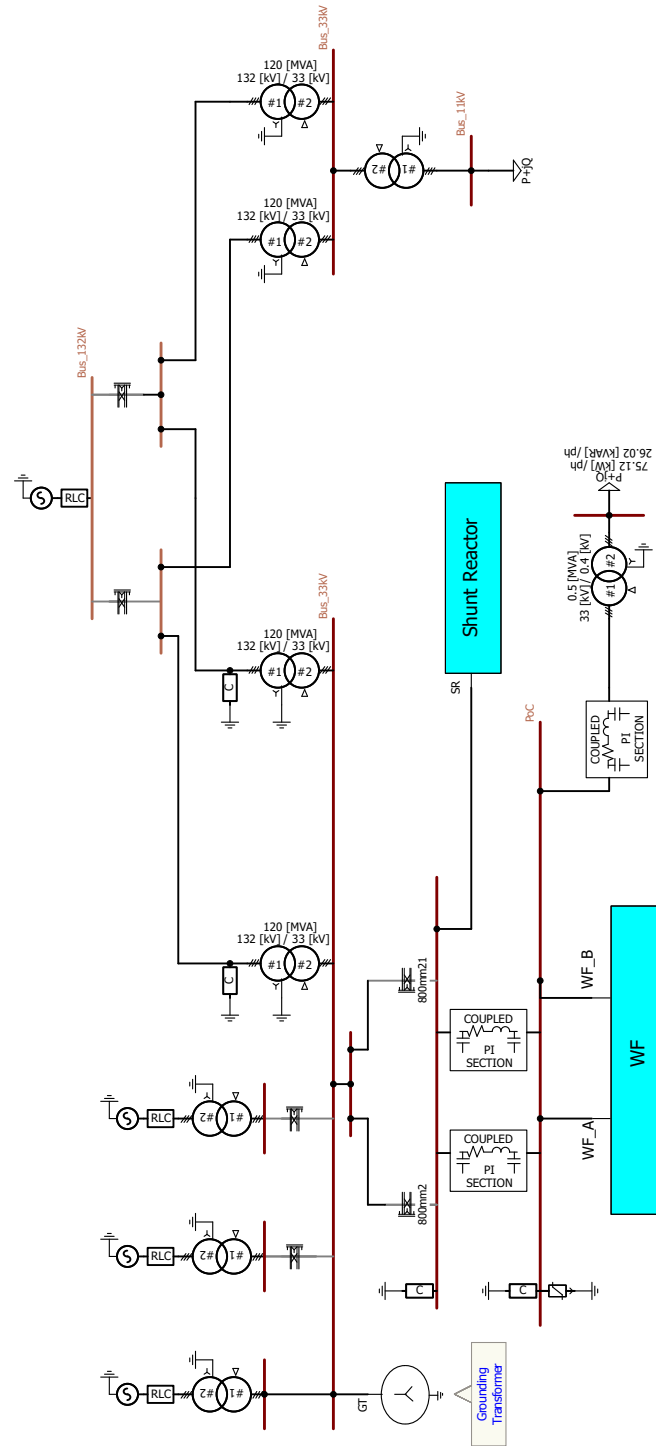 Bus_33kV
120 [MVA]
132 [kV] / 33 [kV]
#1
#2
120 [MVA]
132 [kV] / 33 [kV]
#1
#2
#2
#1
Bus_11kV
P+jQ
Bus_132kV
RLC
Bus_33kV
120 [MVA]
132 [kV] / 33 [kV]
#1
#2
C
120 [MVA]
132 [kV] / 33 [kV]
#1
#2
C
Shunt Reactor
SR
75.12 [kW] /ph
26.02 [kVAR] /ph
P+jQ
0.5 [MVA]
33 [kV] / 0.4 [kV]
#1
#2
COUPLED
PI
SECTION
PoC
800mm21
800mm2
COUPLED
PI
SECTION
COUPLED
PI
SECTION
WF_B
WF_A
WF
RLC
#2
#1
RLC
#2
#1
RLC
#2
#1
C
C
GT
Grounding
Transformer